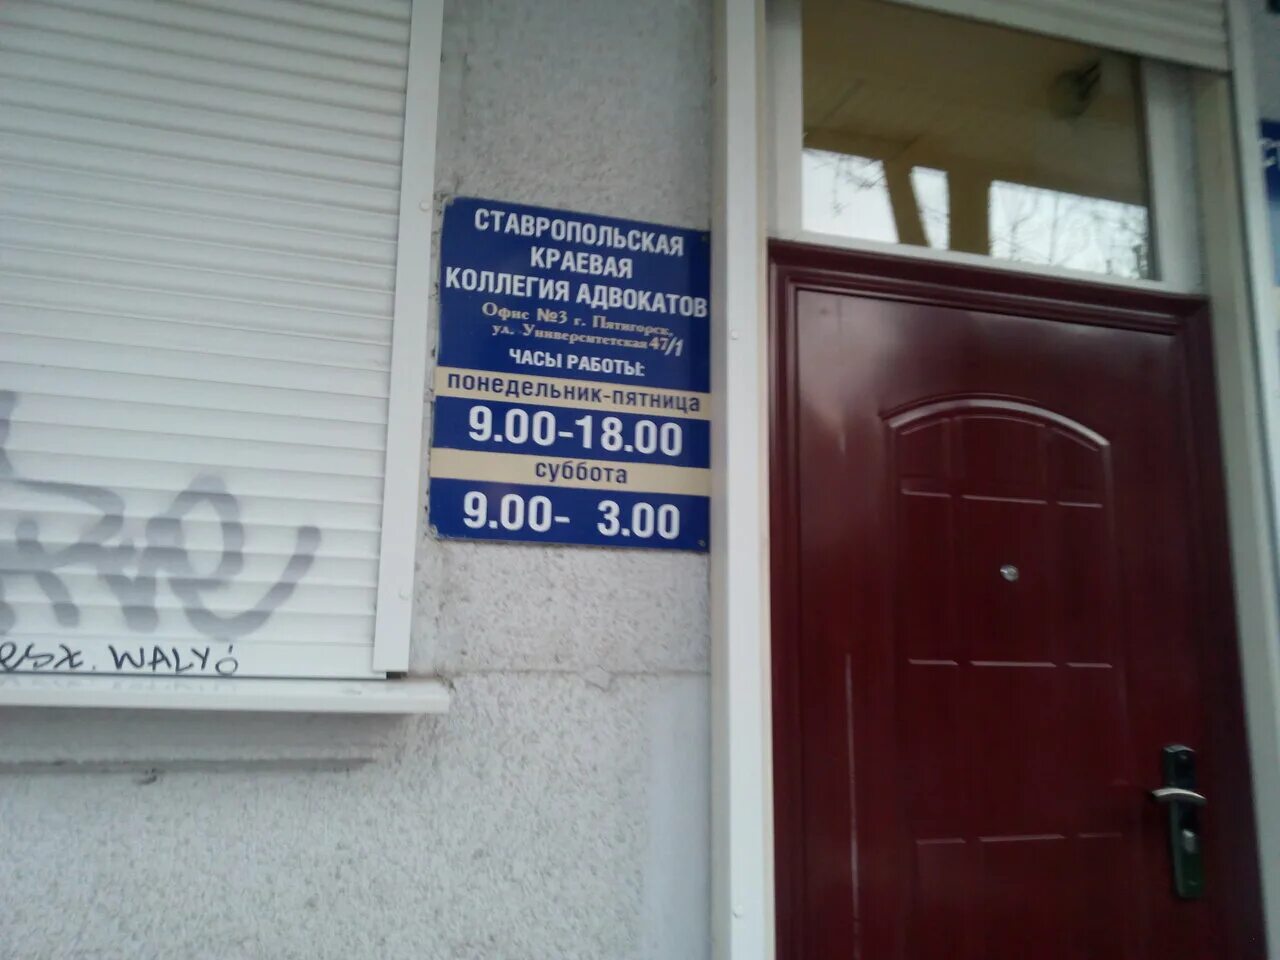 СТАВРОПОЛЬСКАЯ
КРАЕВАЯ
КОЛЛЕГИЯ АДВОКАТОВ
Офис №3 г. Пятигорск,
ул. Университетская 47/1
ЧАСЫ РАБОТЫ:
ПОНЕДЕЛЬНИК-ПЯТНИЦА
9.00-18.00
суббота
9.00- 3.00
WALY